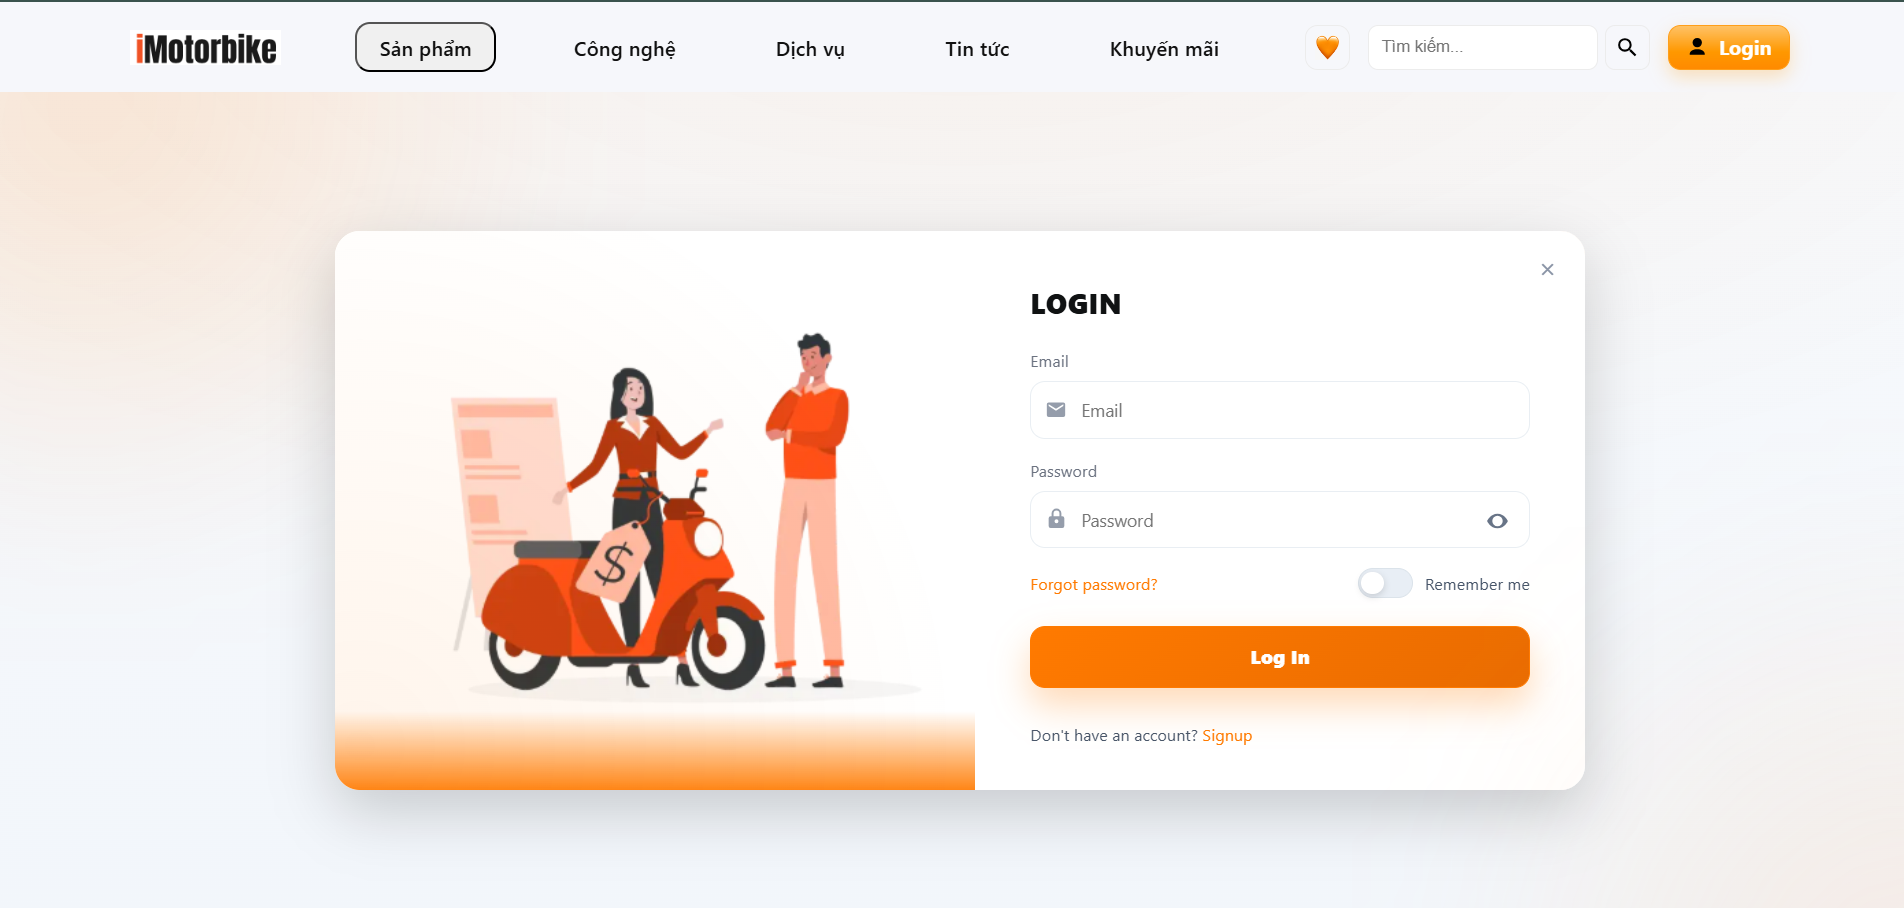 iMotorbike
Sản phẩm
Công nghệ
Dịch vụ
Tin tức
Khuyến mãi
Tìm kiếm...
Login
LOGIN
Email
Email
Password
Password
Forgot password?
Remember me
Log In
Don't have an account? Signup
$